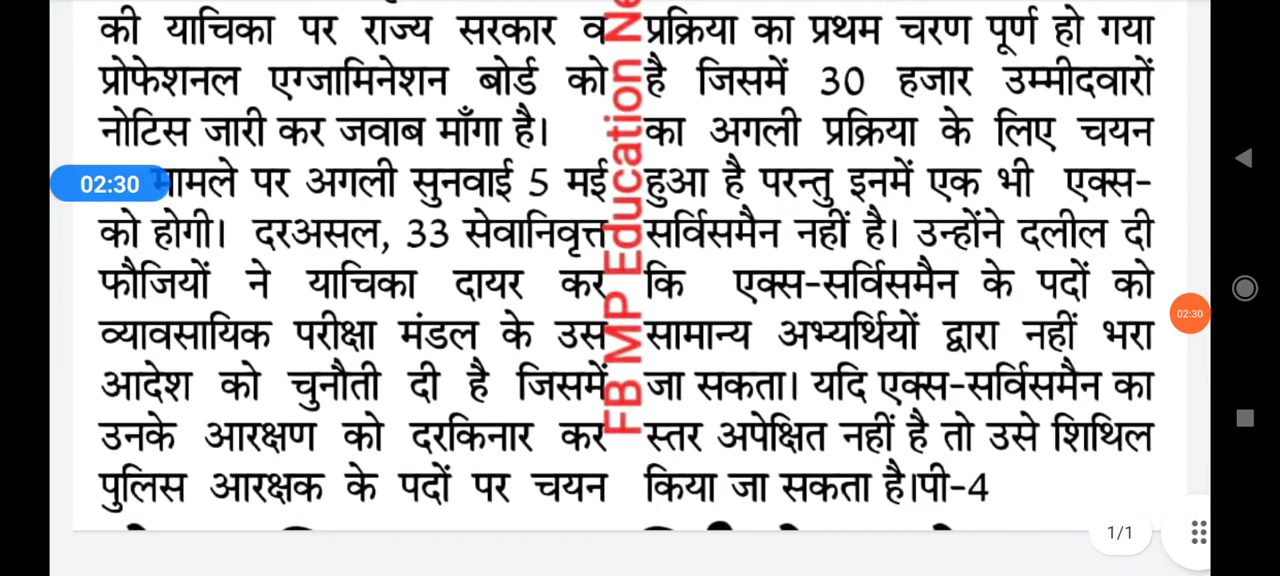 की याचिका पर राज्य सरकार व
प्रोफेशनल एग्जामिनेशन बोर्ड को
नोटिस जारी कर जवाब माँगा है।
मामले पर अगली सुनवाई 5 मई
को होगी। दरअसल, 33 सेवानिवृत्त
फौजियों ने याचिका दायर कर
व्यावसायिक परीक्षा मंडल के उस
आदेश को चुनौती दी है जिसमें
उनके आरक्षण को दरकिनार कर
पुलिस आरक्षक के पदों पर चयन
प्रक्रिया का प्रथम चरण पूर्ण हो गया
है जिसमें 30 हजार उम्मीदवारों
का अगली प्रक्रिया के लिए चयन
हुआ है परन्तु इनमें एक भी एक्स-
सर्विसमैन नहीं है। उन्होंने दलील दी
कि एक्स-सर्विसमैन के पदों को
सामान्य अभ्यर्थियों द्वारा नहीं भरा
जा सकता। यदि एक्स-सर्विसमैन का
स्तर अपेक्षित नहीं है तो उसे शिथिल
किया जा सकता है।पी-4
FB MP Education Ne
02:30
02:30
1/1